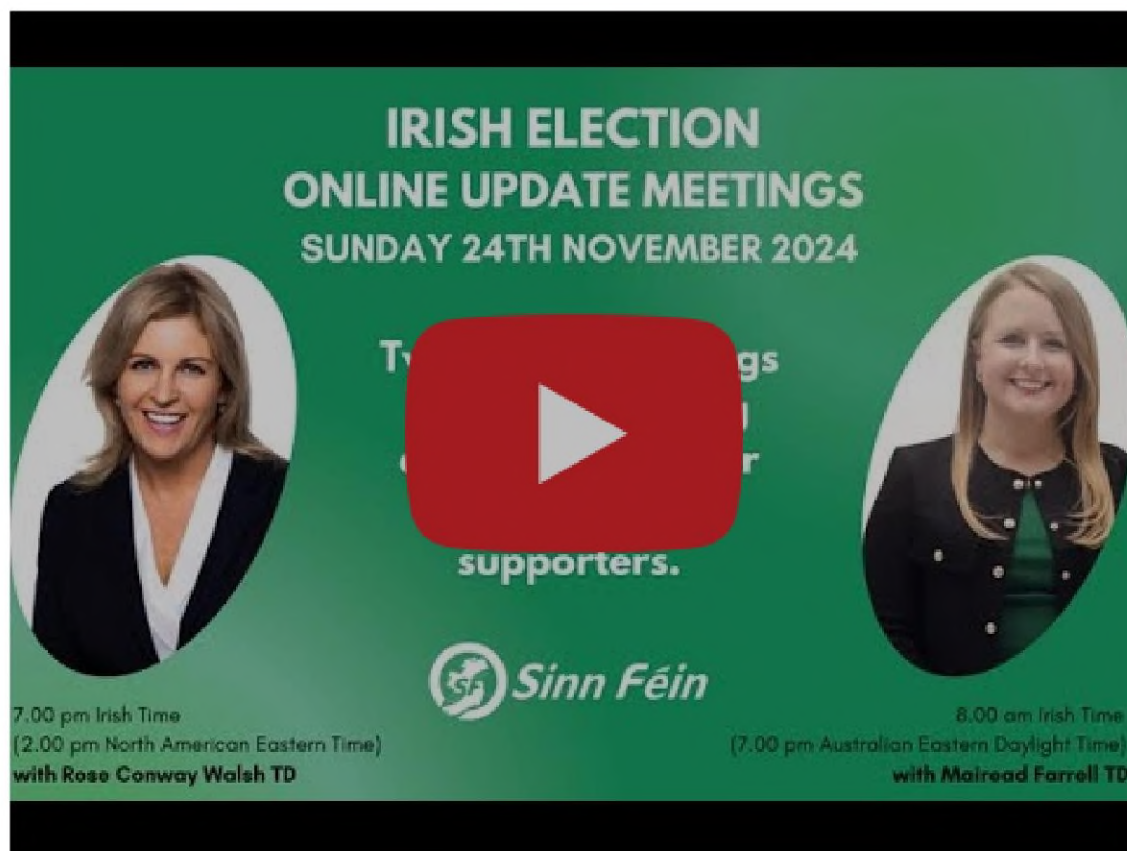 IRISH ELECTION
ONLINE UPDATE MEETINGS
SUNDAY 24TH NOVEMBER 2024
supporters.
SF Sinn Féin
7.00 pm Irish Time
(2.00 pm North American Eastern Time)
with Rose Conway Walsh TD
8.00 am Irish Time
(7.00 pm Australian Eastern Daylight Time)
with Mairead Farrell TD